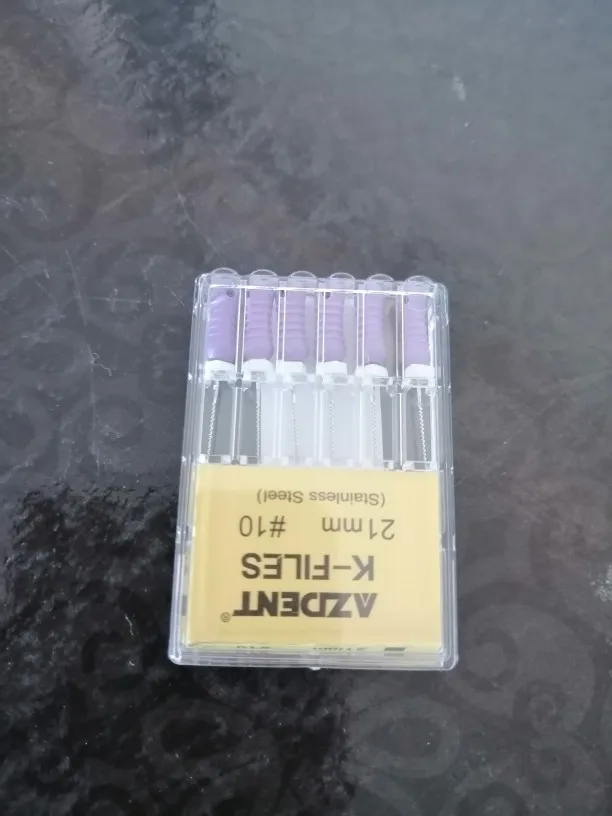 AZDENT®
K-FILES
21mm #10
(Stainless Steel)